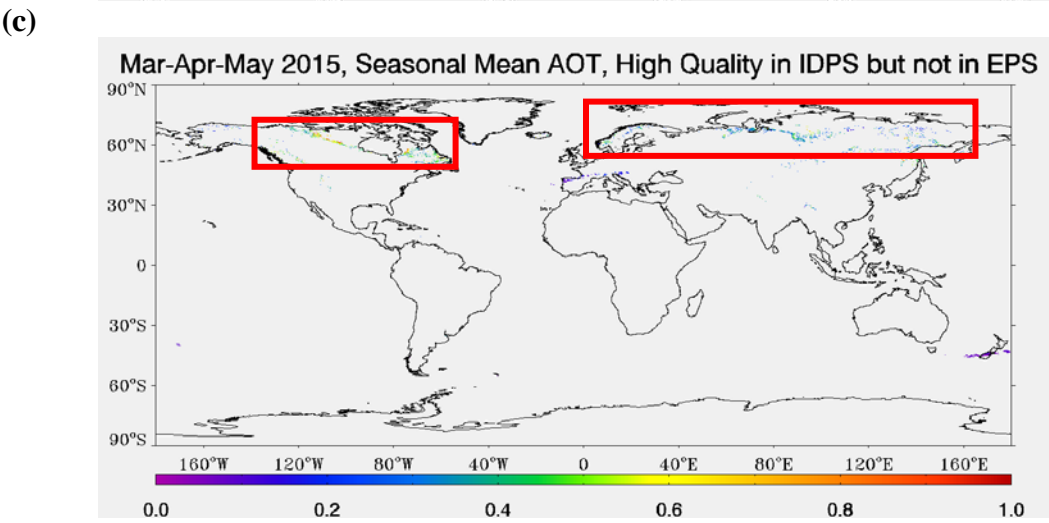 (c)
Mar-Apr-May 2015, Seasonal Mean AOT, High Quality in IDPS but not in EPS
90°N
60°N
30°N
0
30°S
60°S
90°S
160°W 120°W 80°W 40°W 0 40°E 80°E 120°E 160°E
0.0 0.2 0.4 0.6 0.8 1.0